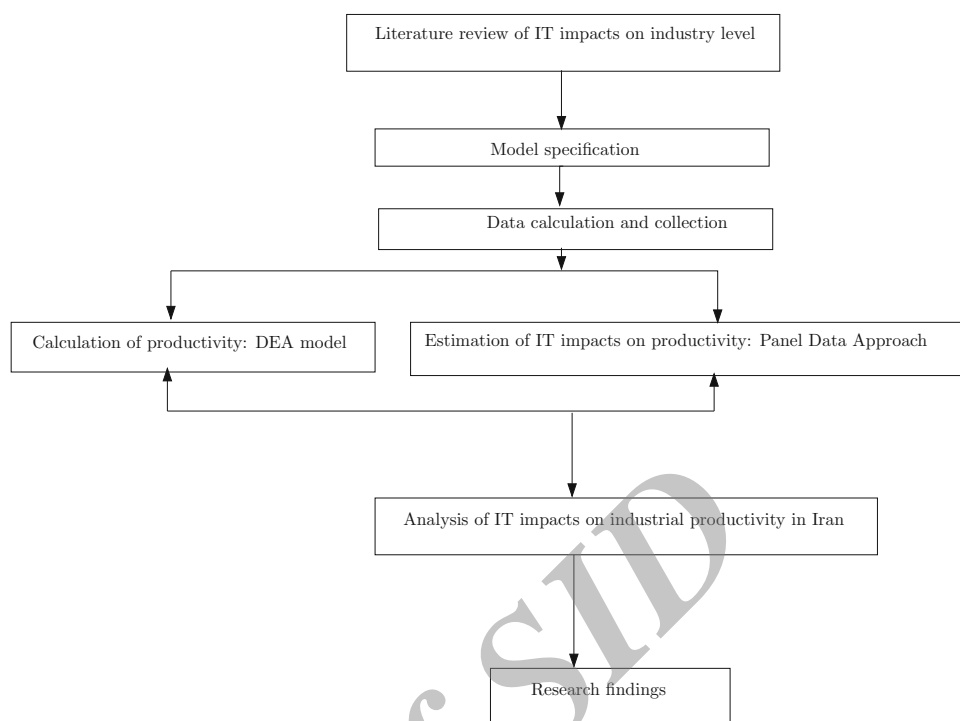 Literature review of IT impacts on industry level
Model specification
Data calculation and collection
Calculation of productivity: DEA model
Estimation of IT impacts on productivity: Panel Data Approach
Analysis of IT impacts on industrial productivity in Iran
Research findings
of SID